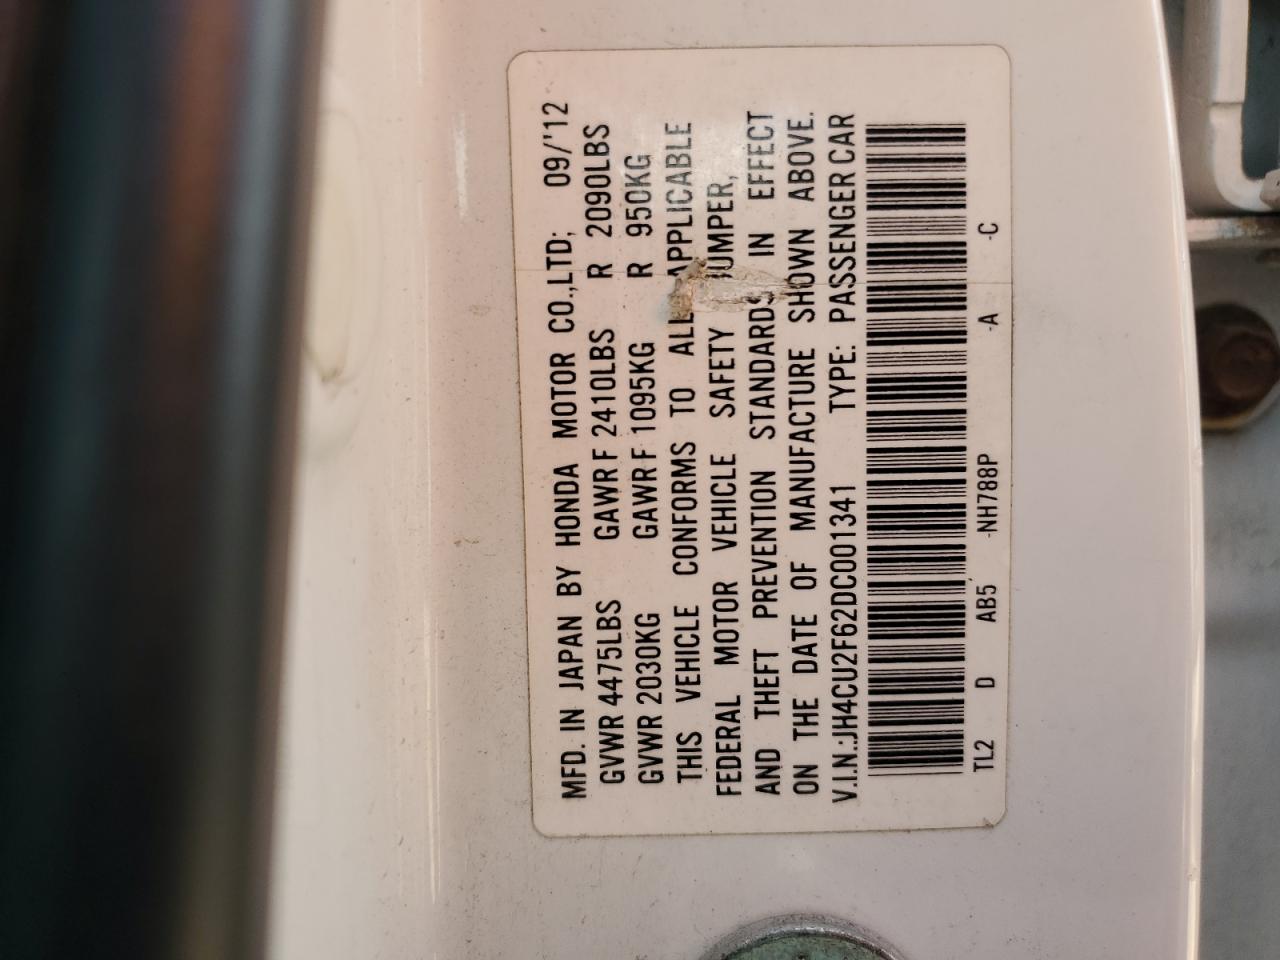 MFD. IN JAPAN BY HONDA MOTOR CO.,LTD; 09/'12
GVWR 4475LBS GAWR F 2410LBS R 2090LBS
GVWR 2030KG GAWR F 1095KG R 950KG
THIS VEHICLE CONFORMS TO ALL APPLICABLE
FEDERAL MOTOR VEHICLE SAFETY BUMPER,
AND THEFT PREVENTION STANDARDS IN EFFECT
ON THE DATE OF MANUFACTURE SHOWN ABOVE.
V.I.N.:JH4CU2F62DC001341 TYPE: PASSENGER CAR
TL2 D AB5 -NH788P -A -C